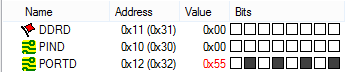 Name Address Value Bits
DDRD 0x11 (0x31) 0x00
PIND 0x10 (0x30) 0x00
PORTD 0x12 (0x32) 0x55